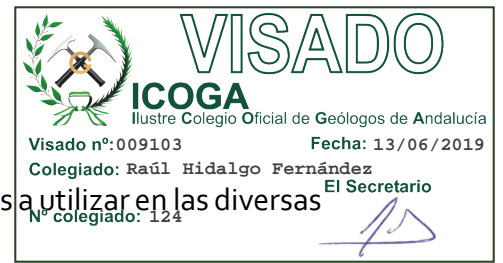 VISADO
ICOGA
Ilustre Colegio Oficial de Geólogos de Andalucía
Visado nº:009103 Fecha: 13/06/2019
Colegiado: Raúl Hidalgo Fernández
El Secretario
s a utilizar en las diversas
Nº colegiado: 124